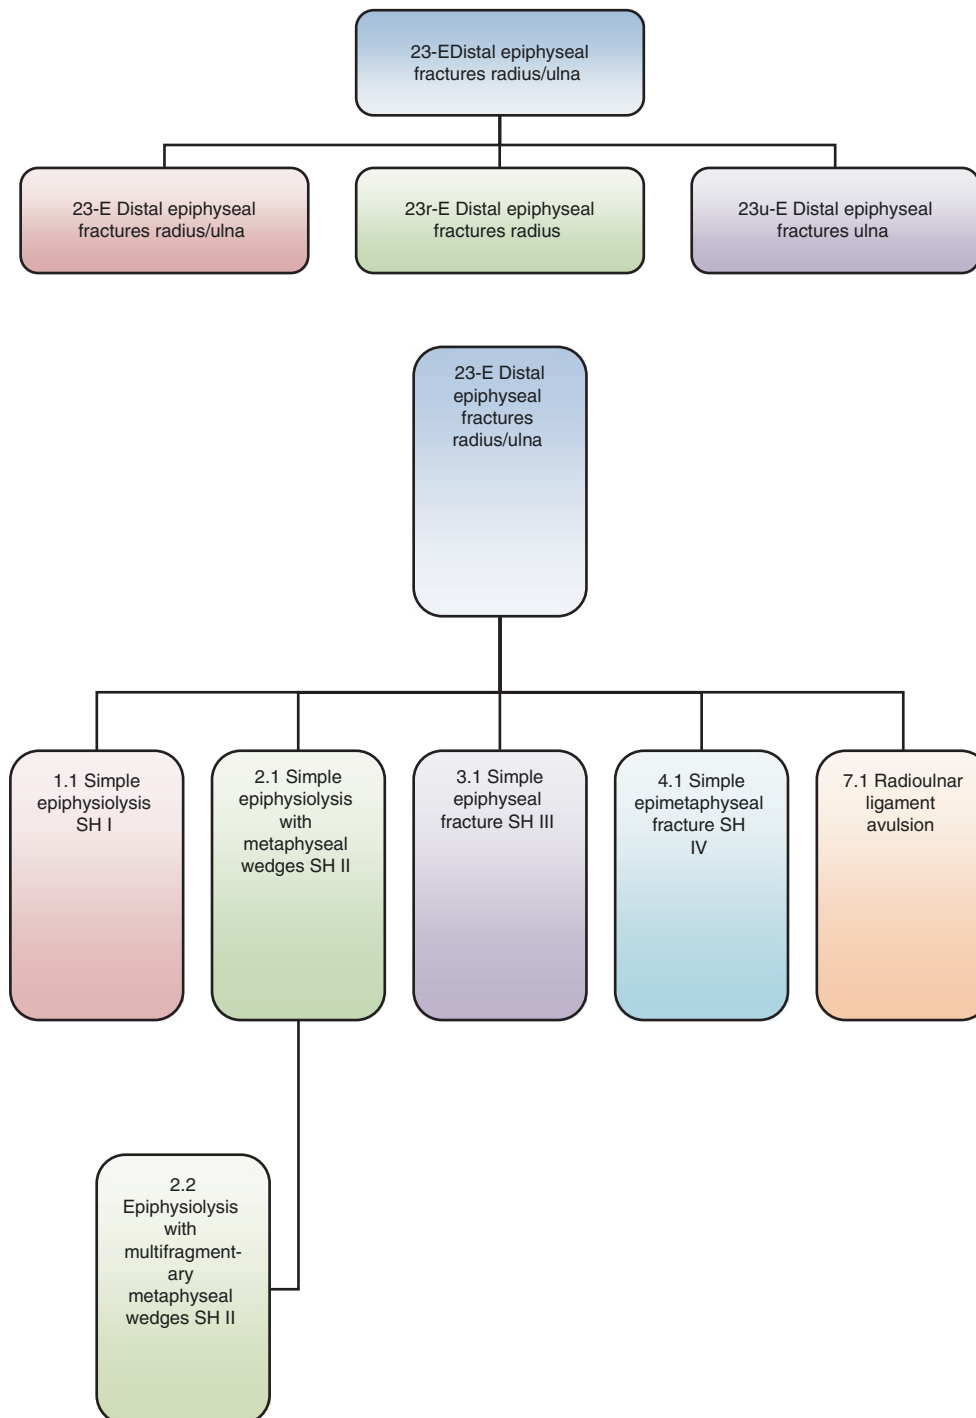 23-EDistal epiphyseal
fractures radius/ulna
23-E Distal epiphyseal
fractures radius/ulna
23r-E Distal epiphyseal
fractures radius
23u-E Distal epiphyseal
fractures ulna
23-E Distal
epiphyseal
fractures
radius/ulna
1.1 Simple
epiphysiolysis
SH I
2.1 Simple
epiphysiolysis
with
metaphyseal
wedges SH II
3.1 Simple
epiphyseal
fracture SH III
4.1 Simple
epimetaphyseal
fracture SH
IV
7.1 Radioulnar
ligament
avulsion
2.2
Epiphysiolysis
with
multifragment-
ary
metaphyseal
wedges SH II